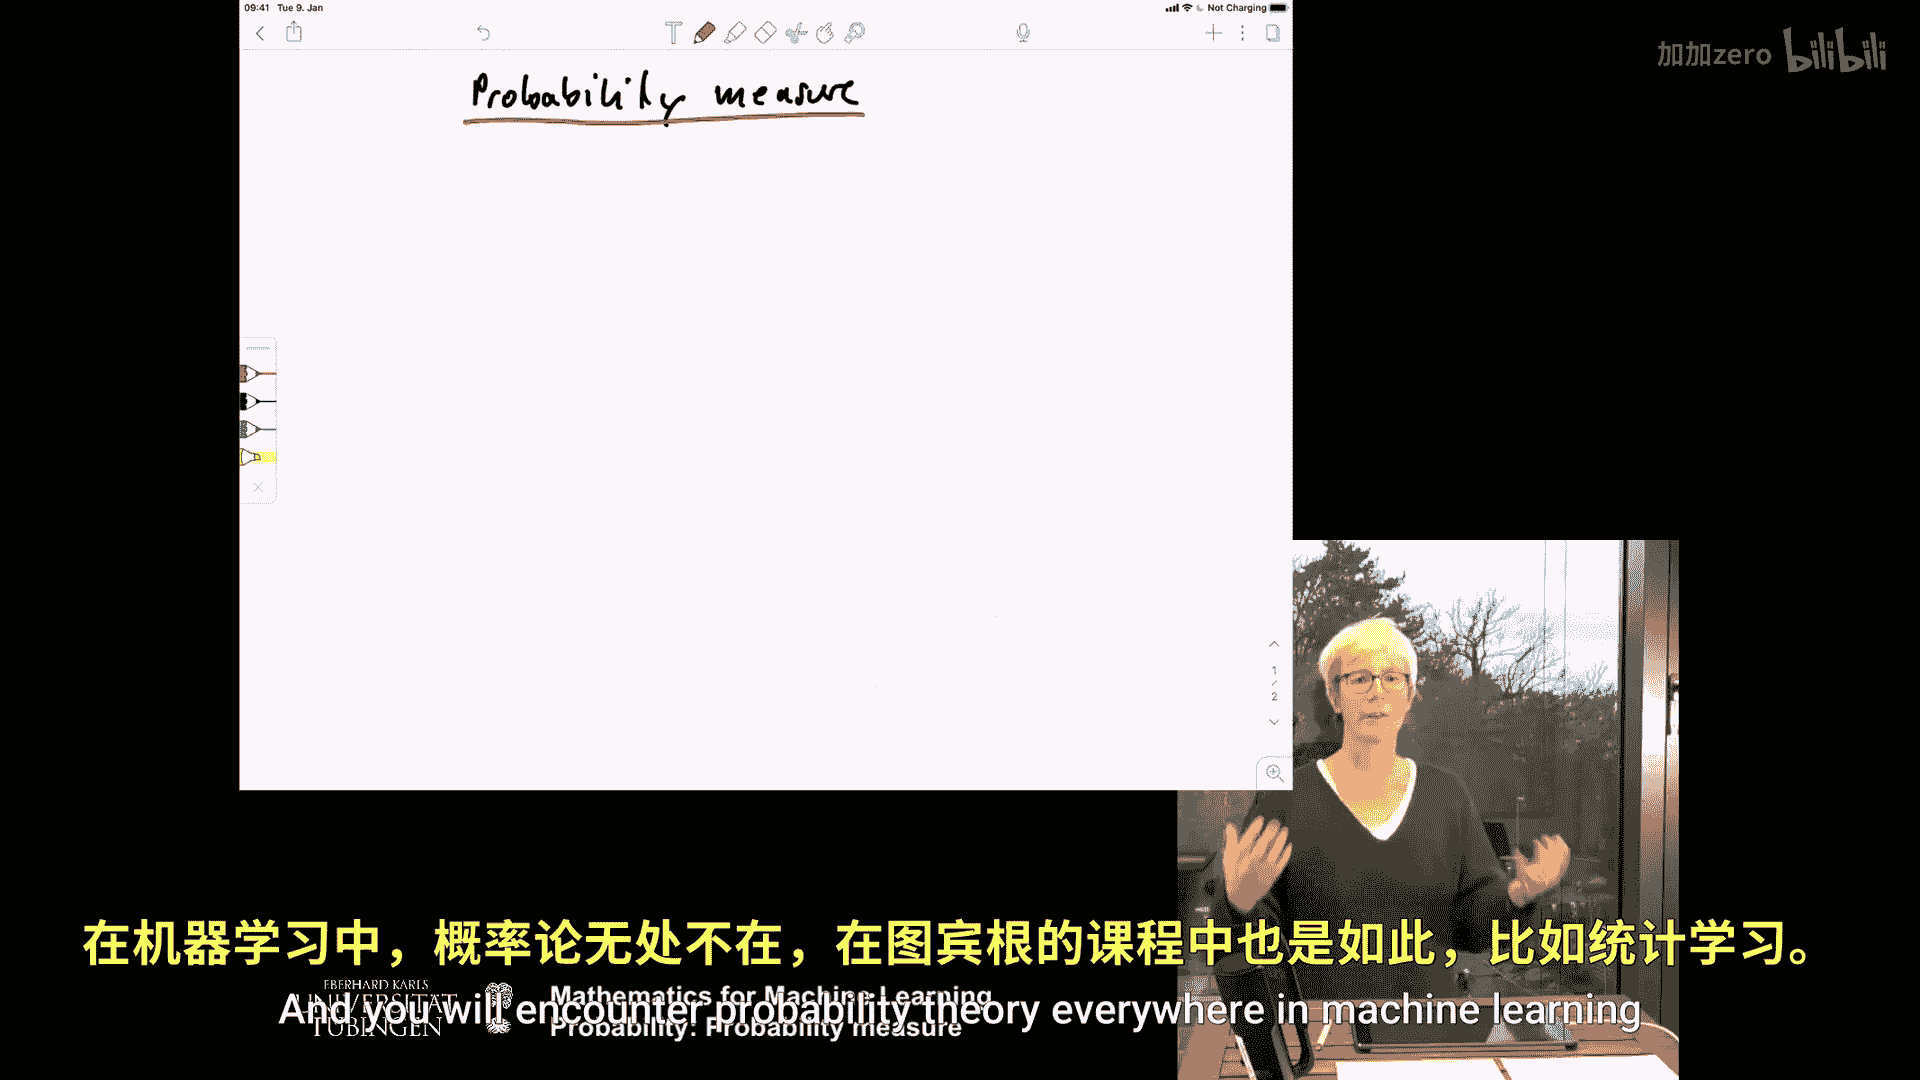 09:41 Tue 9. Jan
Not Charging
加加zero bilibili
T
Probability measure
1
2
在机器学习中，概率论无处不在，在图宾根的课程中也是如此，比如统计学习。
EBERHARD KARLS
UNIVERSITÄT
TÜBINGEN
Mathematics for Machine Learning
Probability: Probability measure
And you will encounter probability theory everywhere in machine learning